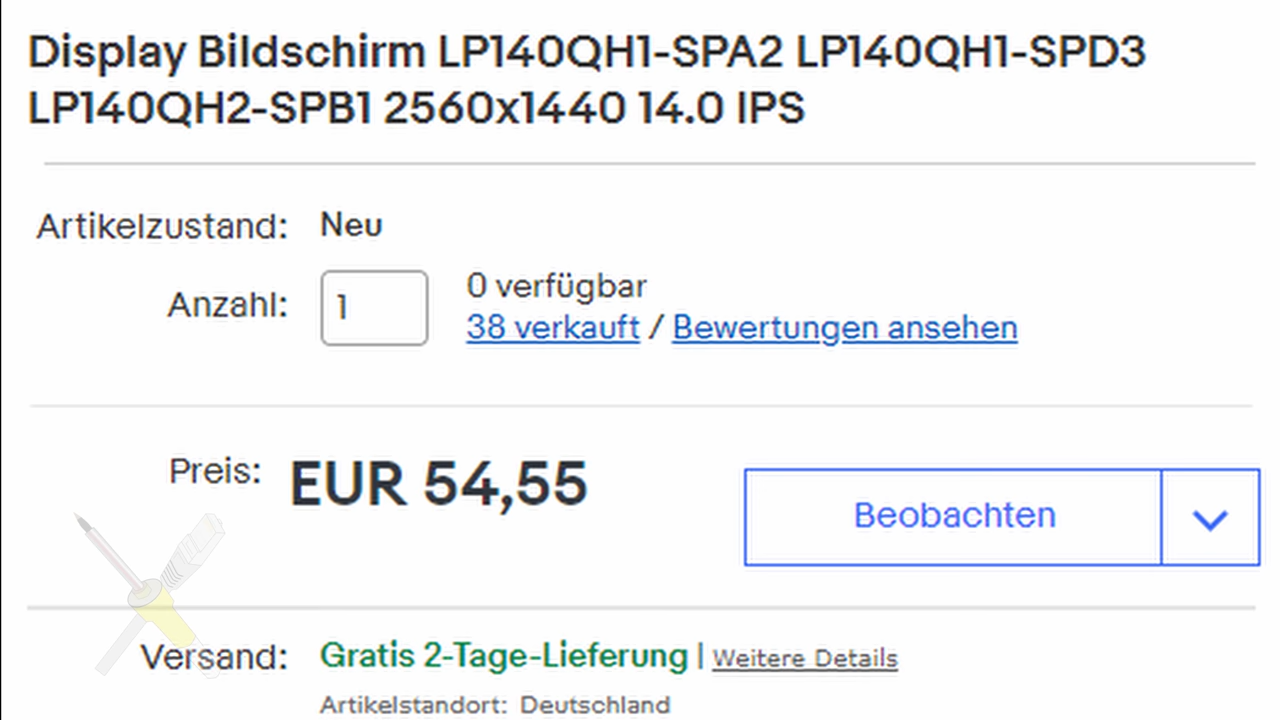 Display Bildschirm LP140QH1-SPA2 LP140QH1-SPD3
LP140QH2-SPB1 2560x1440 14.0 IPS
Artikelzustand: Neu
Anzahl: 1 0 verfügbar
38 verkauft / Bewertungen ansehen
Preis: EUR 54,55 Beobachten
Versand: Gratis 2-Tage-Lieferung | Weitere Details
Artikelstandort: Deutschland